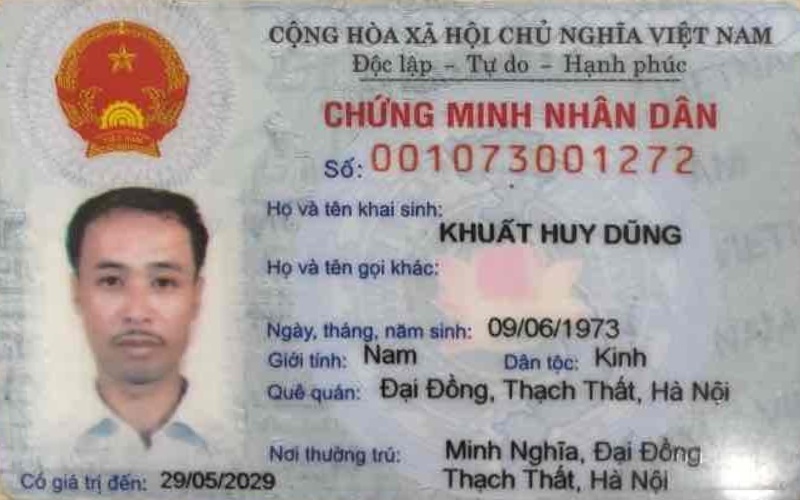 CỘNG HÒA XÃ HỘI CHỦ NGHĨA VIỆT NAM
Độc lập - Tự do - Hạnh phúc
CHỨNG MINH NHÂN DÂN
Số: 001073001272
Họ và tên khai sinh:
KHUẤT HUY DŨNG
Họ và tên gọi khác:
Ngày, tháng, năm sinh: 09/06/1973
Giới tính: Nam Dân tộc: Kinh
Quê quán: Đại Đồng, Thạch Thất, Hà Nội
Nơi thường trú: Minh Nghĩa, Đại Đồng
Thạch Thất, Hà Nội
Có giá trị đến: 29/05/2029